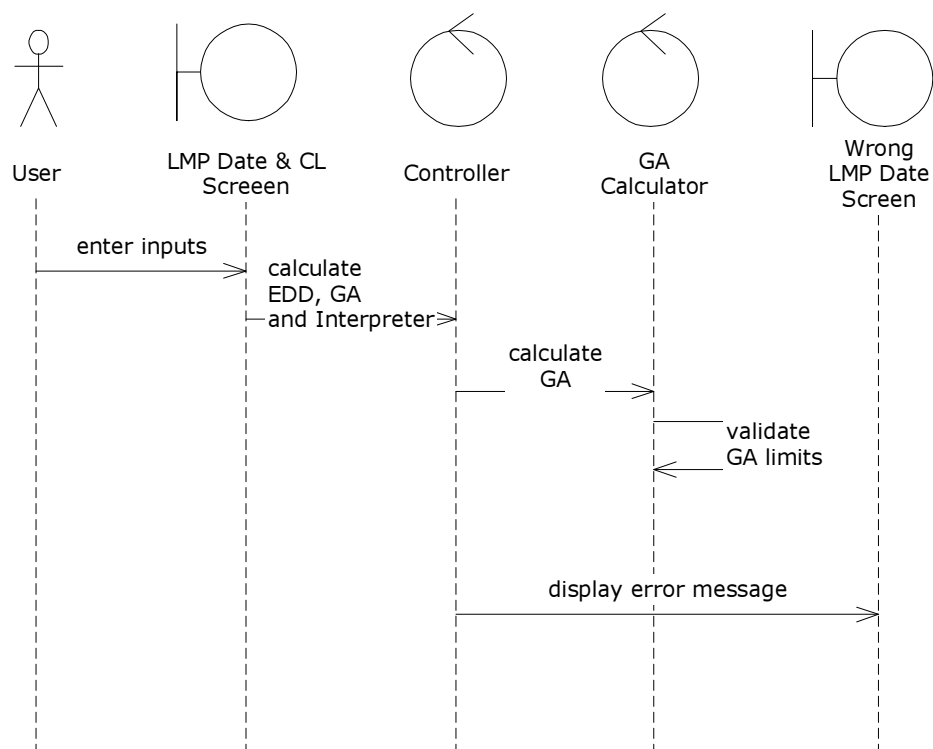 User
LMP Date & CL
Screeen
Controller
GA
Calculator
Wrong
LMP Date
Screen
enter inputs
calculate
EDD, GA
and Interpreter
calculate
GA
validate
GA limits
display error message